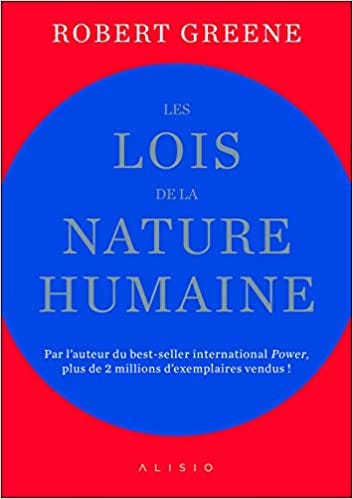 ROBERT GREENE
LES
LOIS
DE LA
NATURE
HUMAINE
Par l'auteur du best-seller international Power,
plus de 2 millions d'exemplaires vendus !
ALISIO